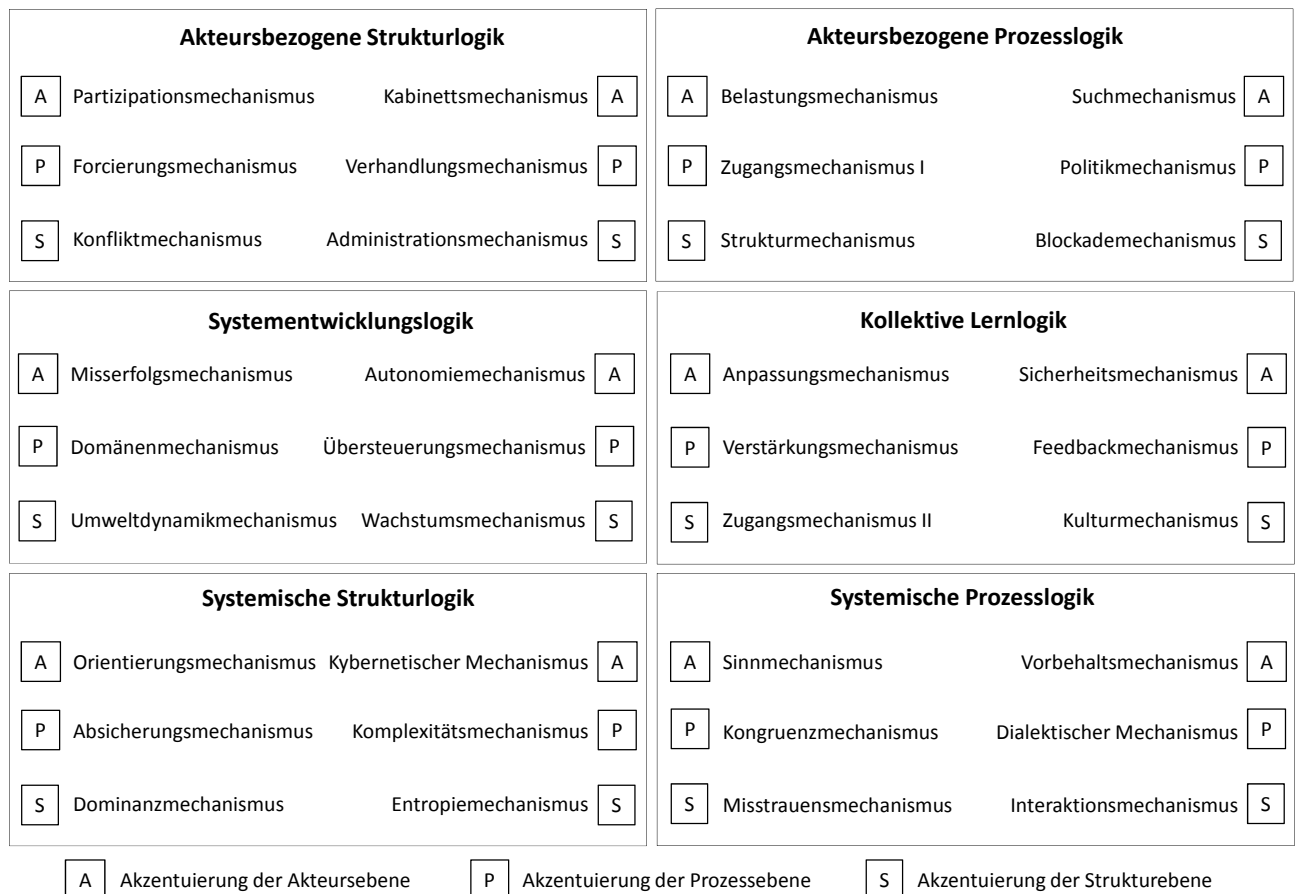 Akteursbezogene Strukturlogik
A Partizipationsmechanismus Kabinettsmechanismus A
P Forcierungsmechanismus Verhandlungsmechanismus P
S Konfliktmechanismus Administrationsmechanismus S
Akteursbezogene Prozesslogik
A Belastungsmechanismus Suchmechanismus A
P Zugangsmechanismus I Politikmechanismus P
S Strukturmechanismus Blockademechanismus S
Systementwicklungslogik
A Misserfolgsmechanismus Autonomiemechanismus A
P Domänenmechanismus Übersteuerungsmechanismus P
S Umweltdynamikmechanismus Wachstumsmechanismus S
Kollektive Lernlogik
A Anpassungsmechanismus Sicherheitsmechanismus A
P Verstärkungsmechanismus Feedbackmechanismus P
S Zugangsmechanismus II Kulturmechanismus S
Systemische Strukturlogik
A Orientierungsmechanismus Kybernetischer Mechanismus A
P Absicherungsmechanismus Komplexitätsmechanismus P
S Dominanzmechanismus Entropiemechanismus S
Systemische Prozesslogik
A Sinnmechanismus Vorbehaltsmechanismus A
P Kongruenzmechanismus Dialektischer Mechanismus P
S Misstrauensmechanismus Interaktionsmechanismus S
A Akzentuierung der Akteursebene P Akzentuierung der Prozessebene S Akzentuierung der Strukturebene